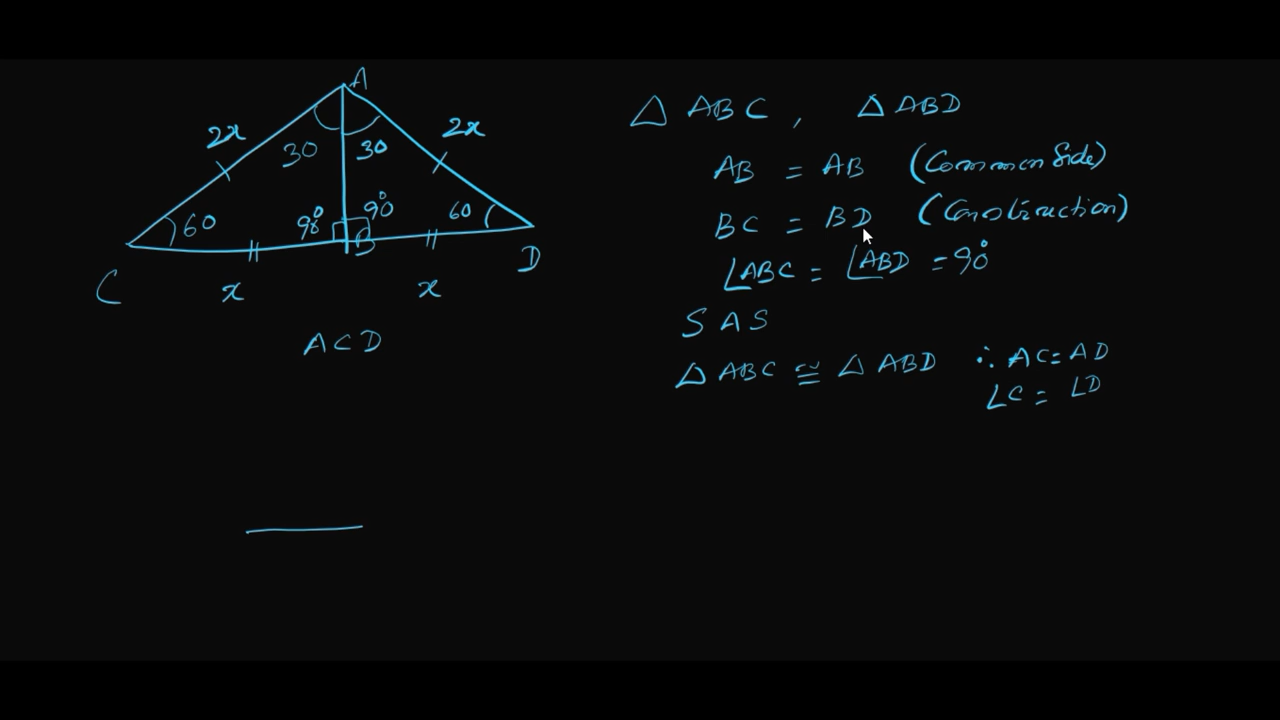 A
2x 2x
30 30
60 90° 90° 60
B
C D
x x
ACD
△ ABC , △ ABD
AB = AB (Common Side)
BC = BD (Construction)
∠ABC = ∠ABD = 90°
SAS
△ ABC ≅ △ ABD ∴ AC = AD
∠C = ∠D